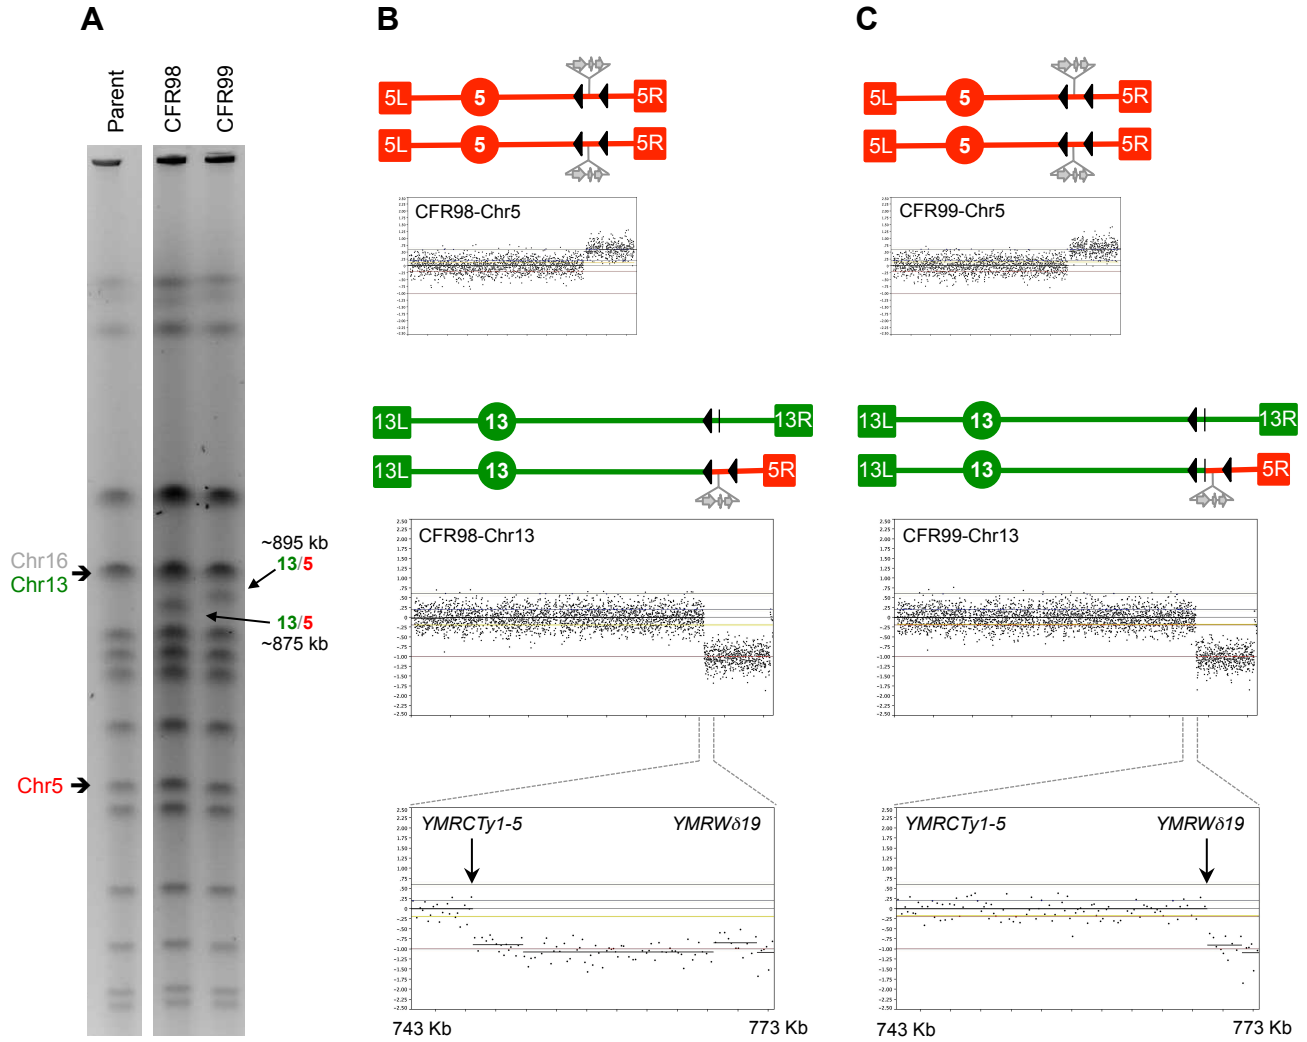 A
B
C
Parent
CFR98
CFR99
Chr16
Chr13
Chr5
~895 kb
13/5
13/5
~875 kb
5L 5 5R
5L 5 5R
CFR98-Chr5
13L 13 13R
13L 13 5R
CFR98-Chr13
YMRCTy1-5 YMRWδ19
743 Kb 773 Kb
5L 5 5R
5L 5 5R
CFR99-Chr5
13L 13 13R
13L 13 5R
CFR99-Chr13
YMRCTy1-5 YMRWδ19
743 Kb 773 Kb